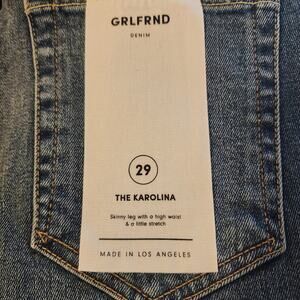 GRLFRND
DENIM
29
THE KAROLINA
Skinny leg with a high waist
& a little stretch
MADE IN LOS ANGELES